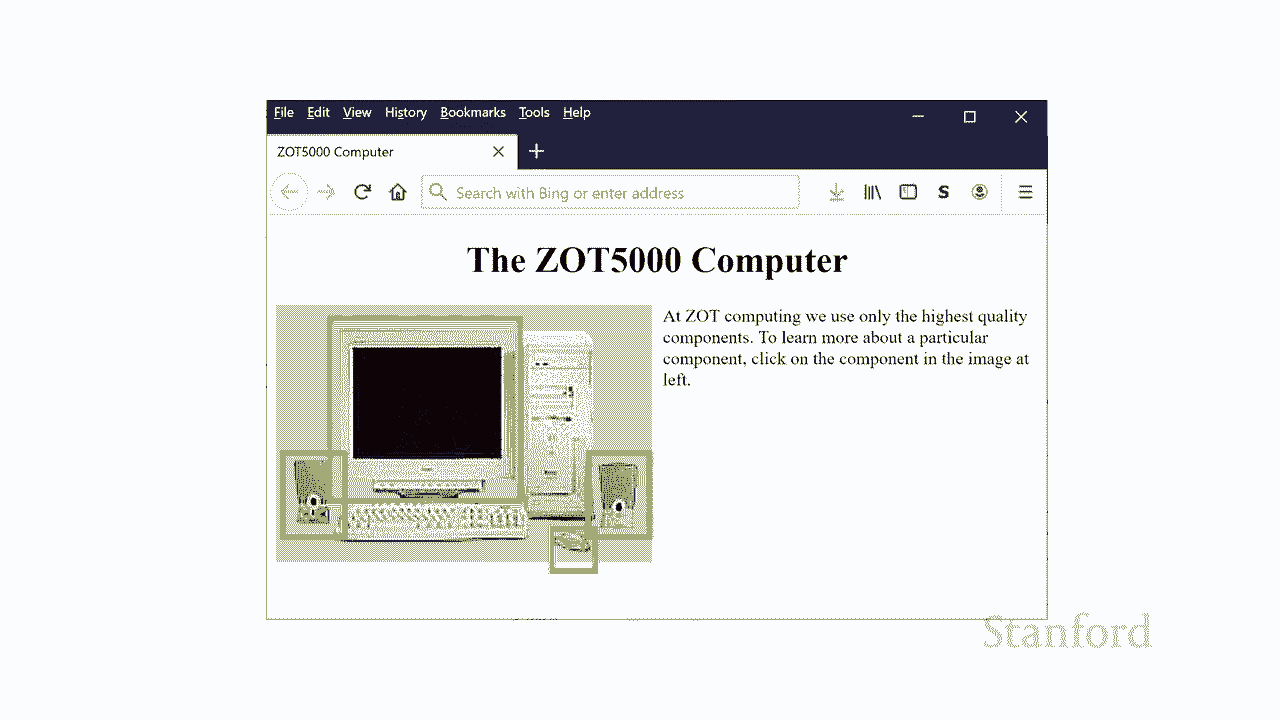 File Edit View History Bookmarks Tools Help
ZOT5000 Computer
Search with Bing or enter address
S
The ZOT5000 Computer
At ZOT computing we use only the highest quality
components. To learn more about a particular
component, click on the component in the image at
left.
Stanford